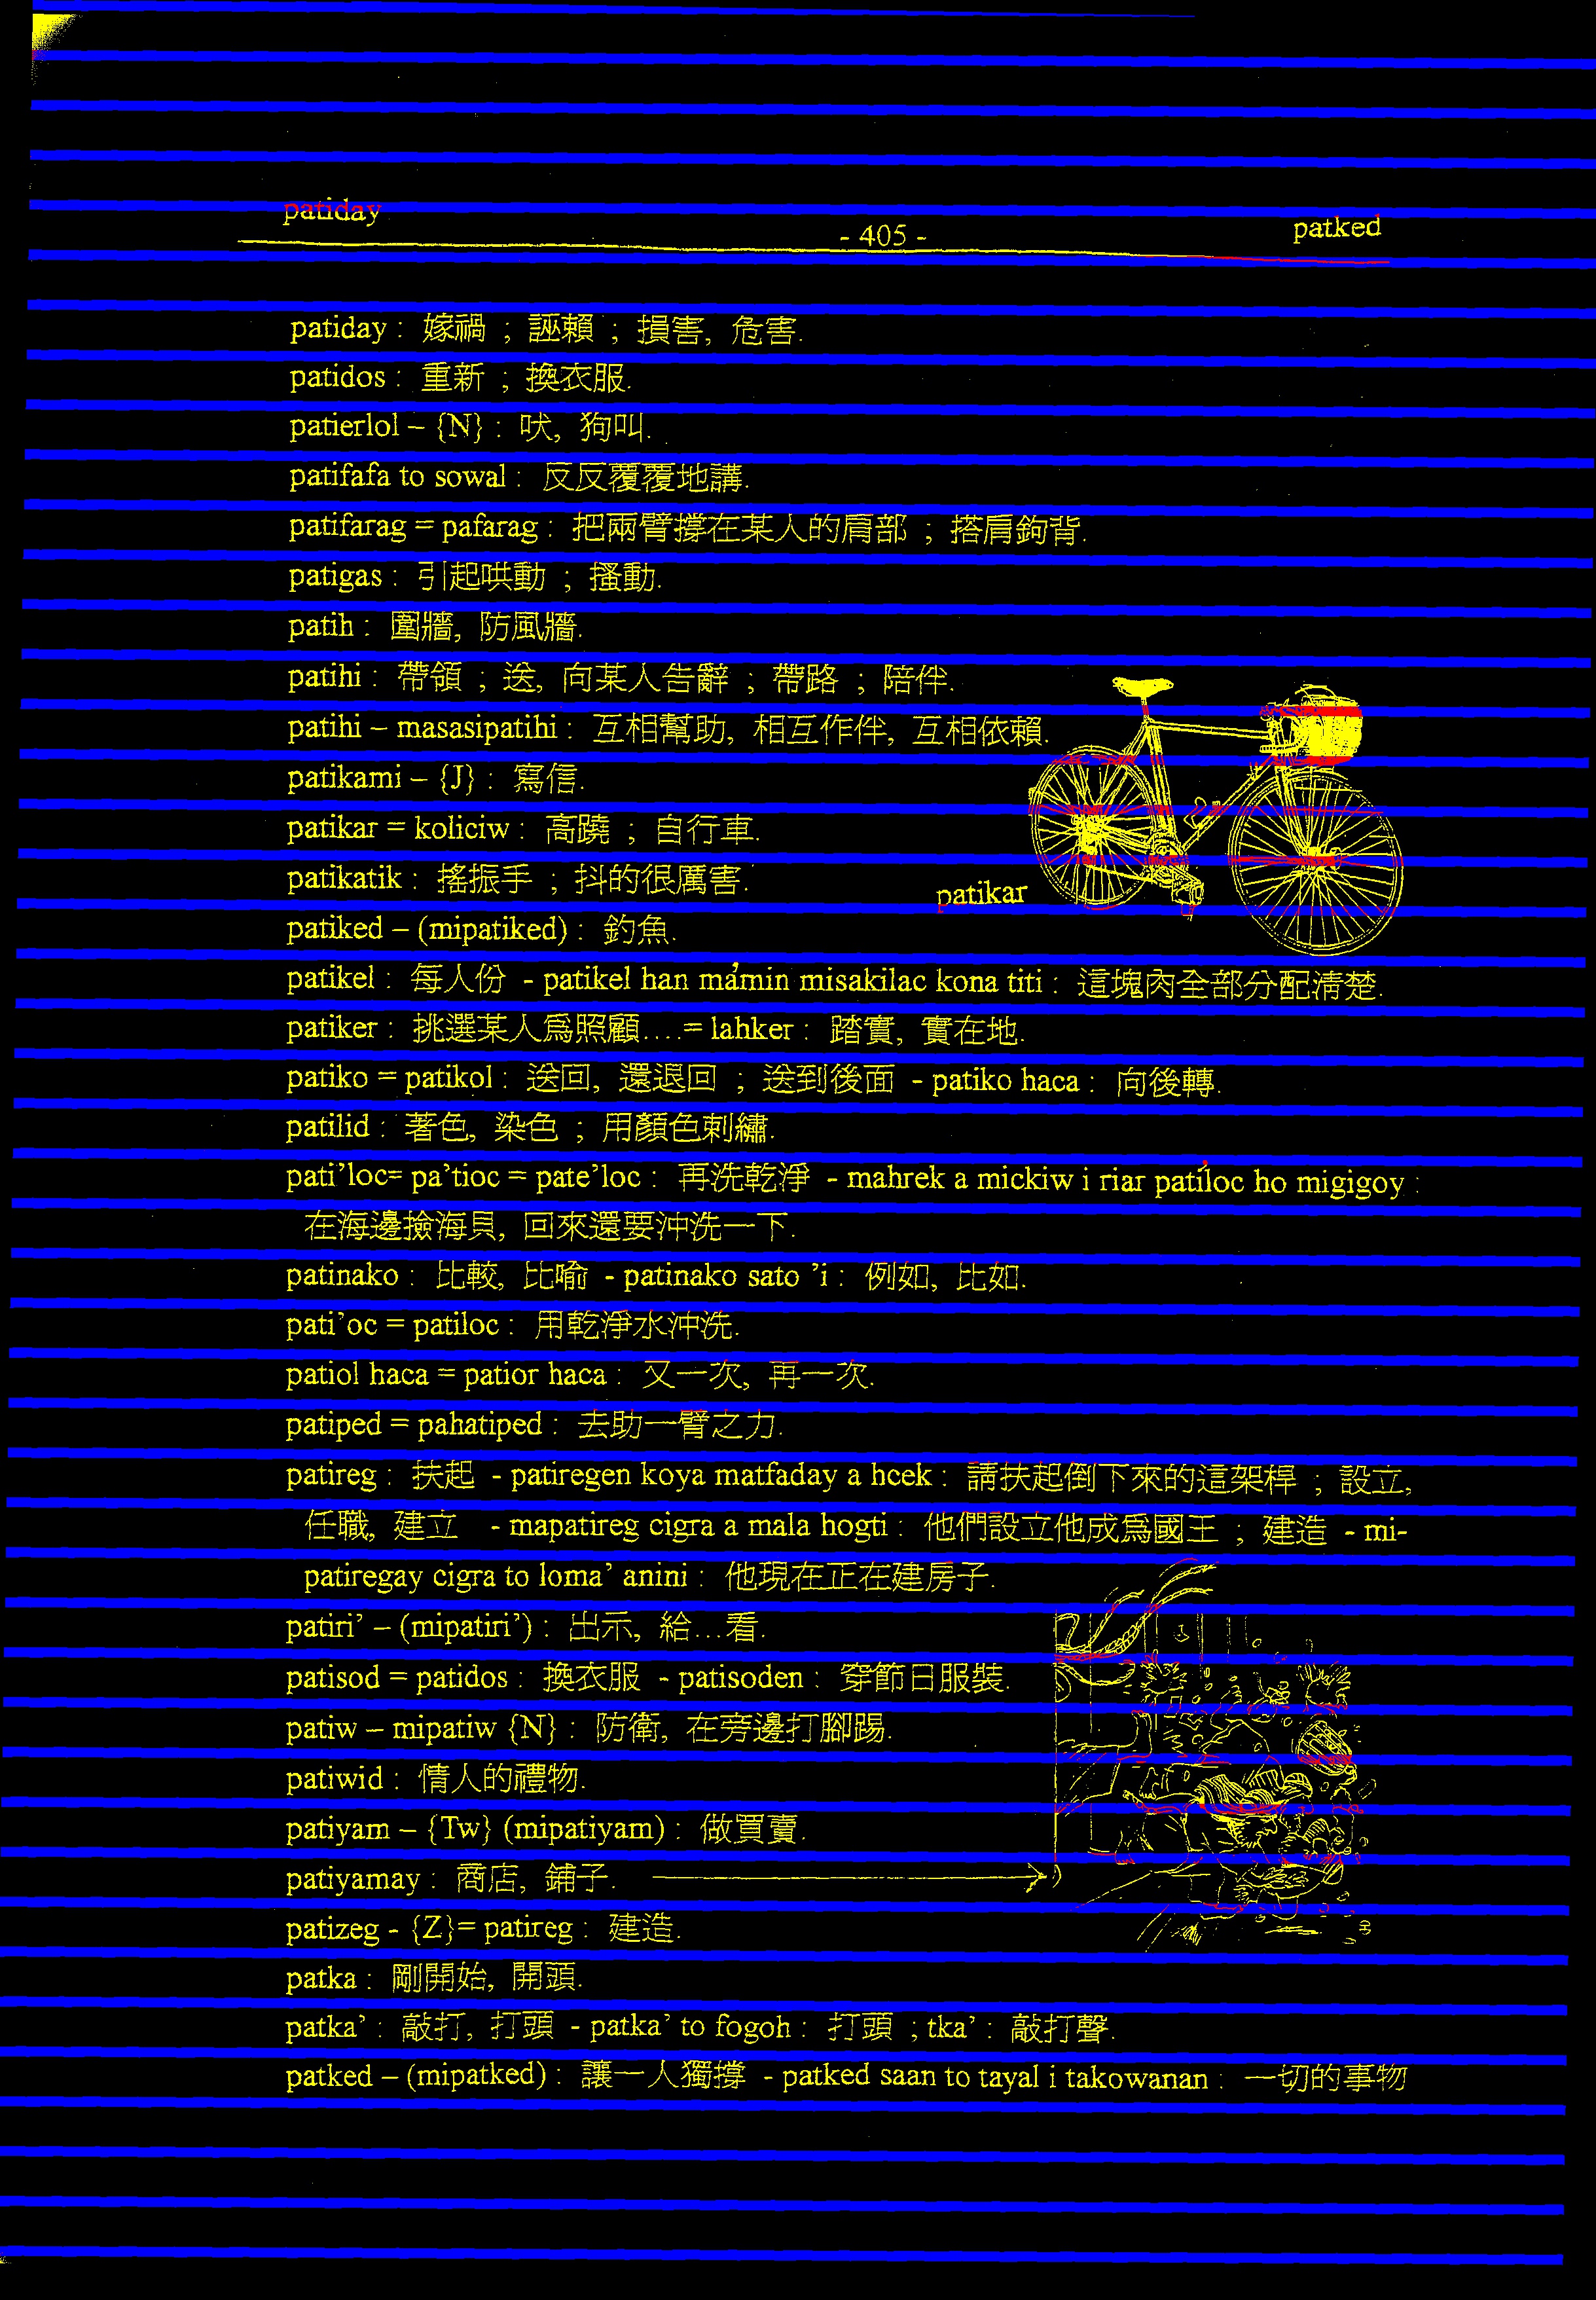 patiday
- 405 -
patked
patiday : 嫁禍 ; 誣賴 ; 損害, 危害.
patidos : 重新 ; 換衣服.
patierlol – {N} : 吠, 狗叫.
patifafa to sowal : 反反覆覆地講.
patifarag = pafarag : 把兩臂撐在某人的肩部 ; 搭肩鉤背.
patigas : 引起哄動 ; 搔動.
patih : 圍牆, 防風牆.
patihi : 帶領 ; 送, 向某人告辭 ; 帶路 ; 陪伴.
patihi – masasipatihi : 互相幫助, 相互作伴, 互相依賴.
patikami – {J} : 寫信.
patikar = koliciw : 高蹺 ; 自行車.
patikatik : 搖振手 ; 抖的很厲害.
patikar
patiked – (mipatiked) : 釣魚.
patikel : 每人份 - patikel han mámin misakilac kona titi : 這塊肉全部分配清楚.
patiker : 挑選某人為照顧....= lahker : 踏實, 實在地.
patiko = patikol : 送回, 還退回 ; 送到後面 - patiko haca : 向後轉.
patilid : 著色, 染色 ; 用顏色刺繡.
pati’loc= pa’tioc = pate’loc : 再洗乾淨 - mahrek a mickiw i riar patíloc ho migigoy :
在海邊撿海貝, 回來還要沖洗一下.
patinako : 比較, 比喻 - patinako sato ’i : 例如, 比如.
pati’oc = patiloc : 用乾淨水沖洗.
patiol haca = patior haca : 又一次, 再一次.
patiped = pahatiped : 去助一臂之力.
patireg : 扶起 - patiregen koya matfaday a hcek : 請扶起倒下來的這架桿 ; 設立,
任職, 建立 - mapatireg cigra a mala hogti : 他們設立他成為國王 ; 建造 - mi-
patiregay cigra to loma’ anini : 他現在正在建房子.
patiri’ – (mipatiri’) : 出示, 給...看.
patisod = patidos : 換衣服 - patisoden : 穿節日服裝.
patiw – mipatiw {N} : 防衛, 在旁邊打腳踢.
patiwid : 情人的禮物.
patiyam – {Tw} (mipatiyam) : 做買賣.
patiyamay : 商店, 鋪子.
patizeg - {Z}= patireg : 建造.
patka : 剛開始, 開頭.
patka’ : 敲打, 打頭 - patka’ to fogoh : 打頭 ; tka’ : 敲打聲.
patked – (mipatked) : 讓一人獨撐 - patked saan to tayal i takowanan : 一切的事物